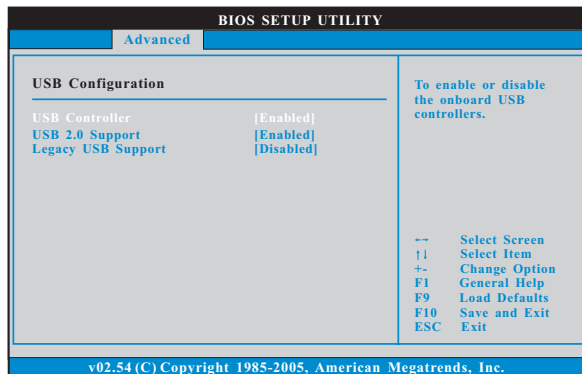 BIOS SETUP UTILITY
Advanced
USB Configuration
USB Controller [Enabled]
USB 2.0 Support [Enabled]
Legacy USB Support [Disabled]
To enable or disable
the onboard USB
controllers.
←→ Select Screen
↑↓ Select Item
+- Change Option
F1 General Help
F9 Load Defaults
F10 Save and Exit
ESC Exit
v02.54 (C) Copyright 1985-2005, American Megatrends, Inc.